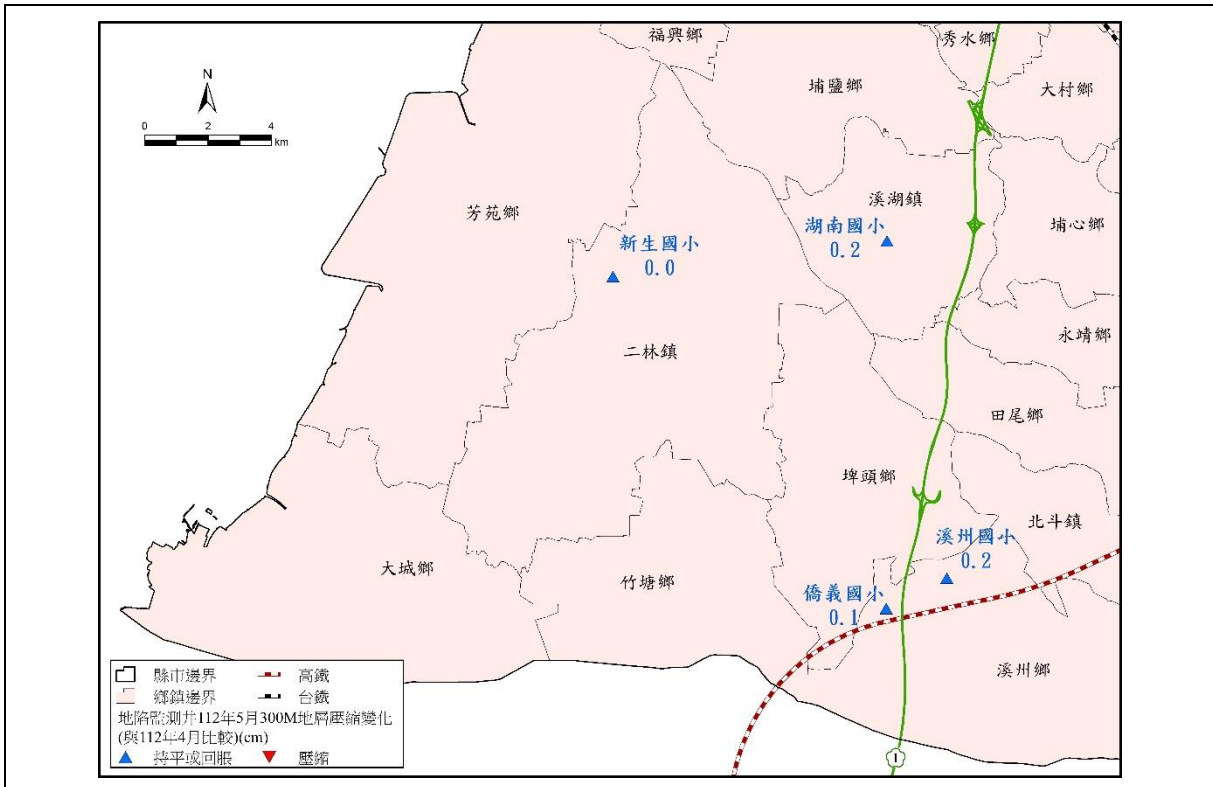 福興鄉
秀水鄉
埔鹽鄉
大村鄉
N
0 2 4
km
溪湖鎮
芳苑鄉
湖南國小
0.2
埔心鄉
新生國小
0.0
永靖鄉
二林鎮
田尾鄉
埤頭鄉
北斗鎮
溪州國小
0.2
大城鄉
竹塘鄉
僑義國小
0.1
溪州鄉
縣市邊界 高鐵
鄉鎮邊界 台鐵
地陷監測井112年5月300M地層壓縮變化
(與112年4月比較)(cm)
持平或回脹 壓縮
1